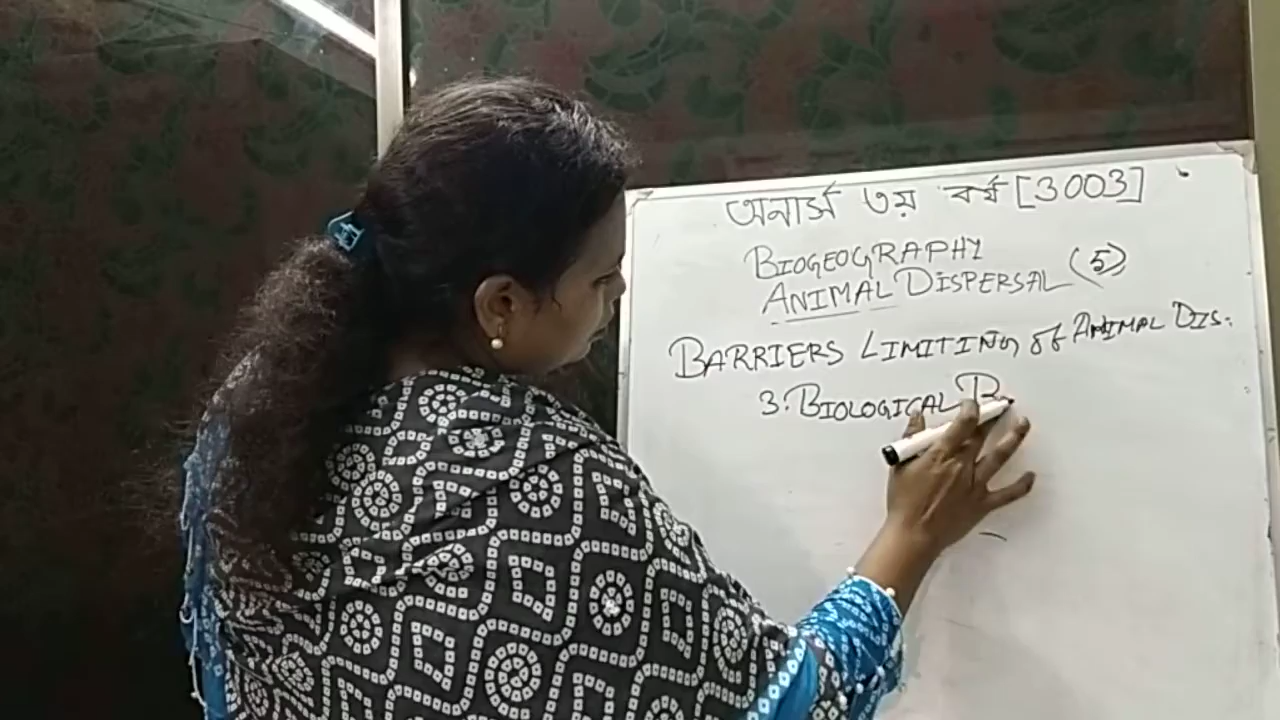 অনার্স ৩য় বর্ষ [3003]
BIOGEOGRAPHY
ANIMAL DISPERSAL (5)
BARRIERS LIMITING of ANIMAL DIS.
3. BIOLOGICAL B